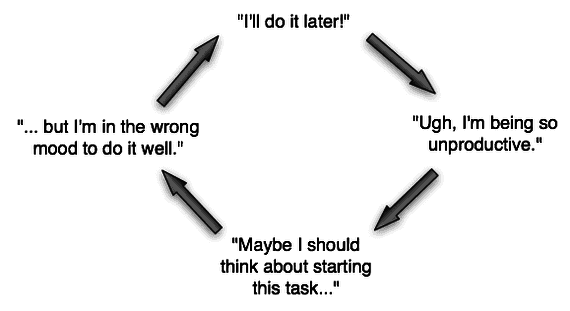 "I'll do it later!"
"Ugh, I'm being so
unproductive."
"Maybe I should
think about starting
this task..."
"... but I'm in the wrong
mood to do it well."